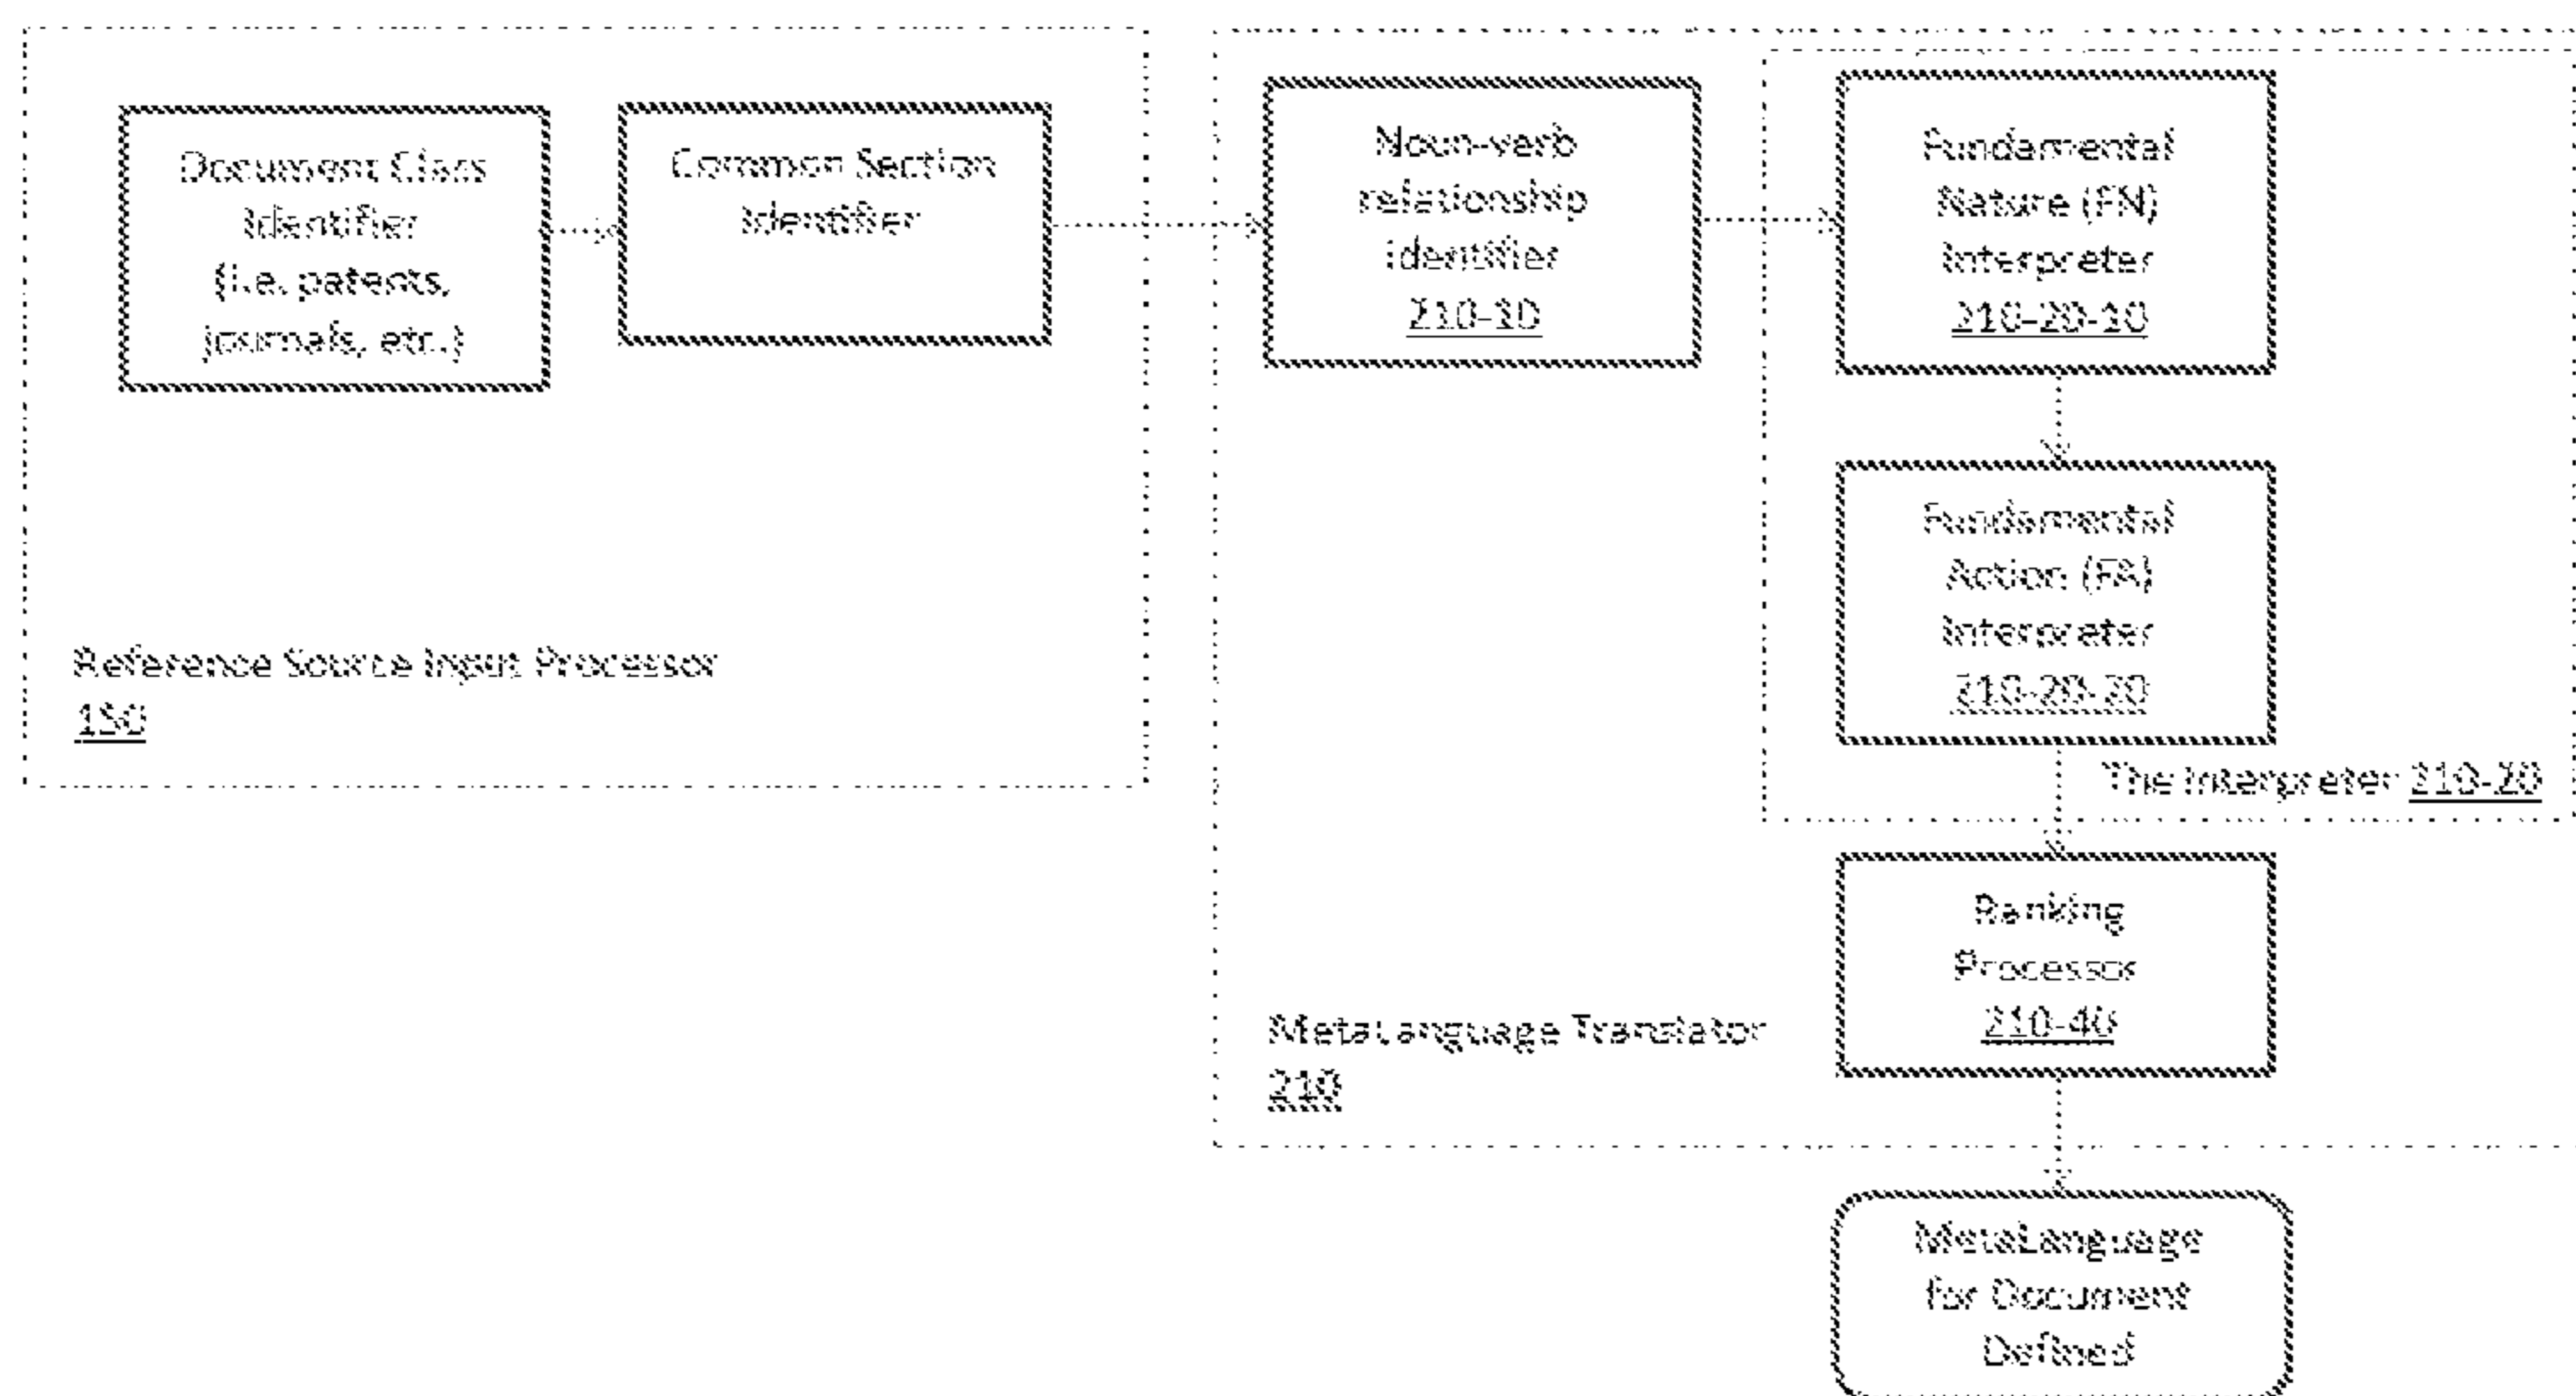 Document Class
Identifier
(i.e. patents,
journals, etc.)
Common Section
Identifier
Reference Source Input Processor
150
Noun-verb
relationship
identifier
210-10
Fundamental
Nature (FN)
Interpreter
210-20-10
Fundamental
Action (FA)
Interpreter
210-20-20
The Interpreter 210-20
Ranking
Processor
210-40
MetaLanguage Translator
210
MetaLanguage
for Document
Defined